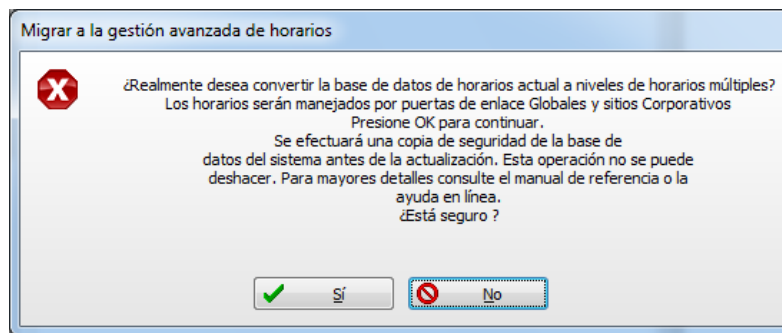 Migrar a la gestión avanzada de horarios
¿Realmente desea convertir la base de datos de horarios actual a niveles de horarios múltiples?
Los horarios serán manejados por puertas de enlace Globales y sitios Corporativos
Presione OK para continuar.
Se efectuará una copia de seguridad de la base de
datos del sistema antes de la actualización. Esta operación no se puede
deshacer. Para mayores detalles consulte el manual de referencia o la
ayuda en línea.
¿Está seguro ?
Sí
No